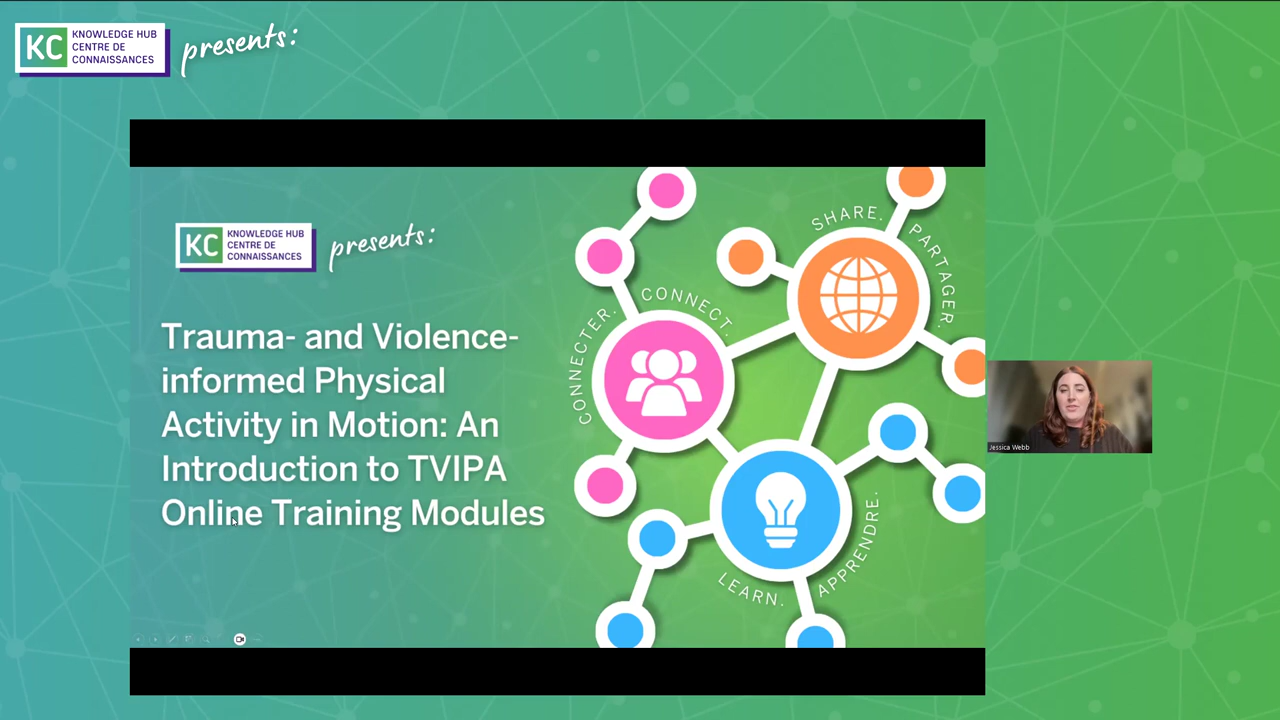 KC
KNOWLEDGE HUB
CENTRE DE
CONNAISSANCES
presents:
KC
KNOWLEDGE HUB
CENTRE DE
CONNAISSANCES
presents:
Trauma- and Violence-
informed Physical
Activity in Motion: An
Introduction to TVIPA
Online Training Modules
SHARE.
PARTAGER.
CONNECTER.
CONNECT.
LEARN.
APPRENDRE.
Jessica Webb